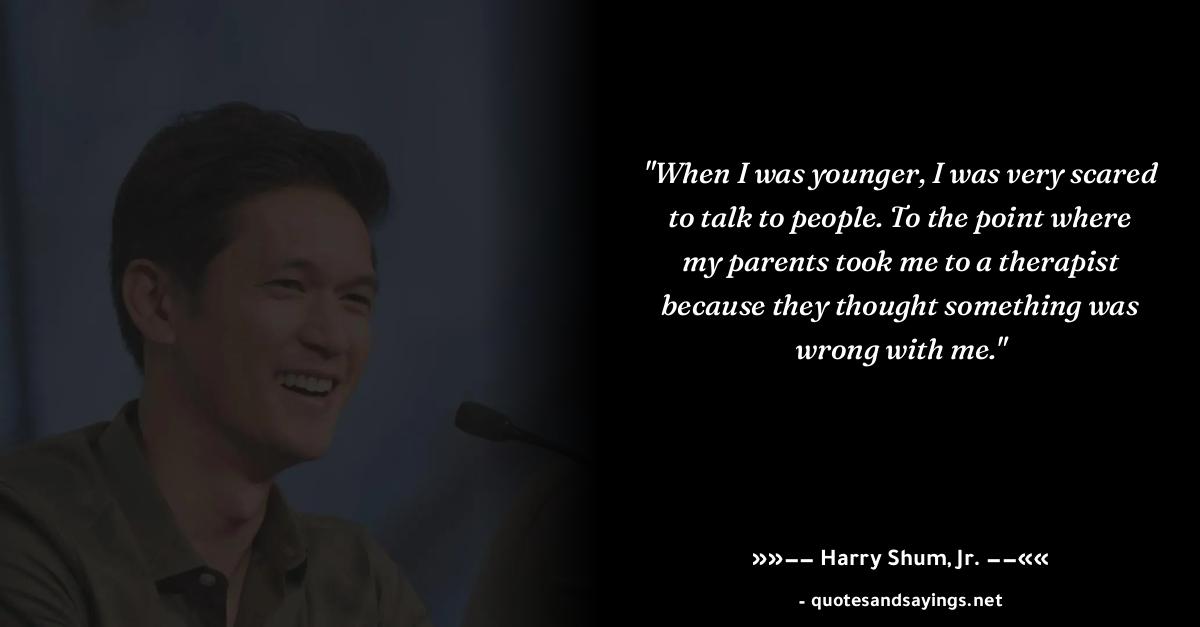 "When I was younger, I was very scared
to talk to people. To the point where
my parents took me to a therapist
because they thought something was
wrong with me."
»»–– Harry Shum, Jr. ––««
- quotesandsayings.net